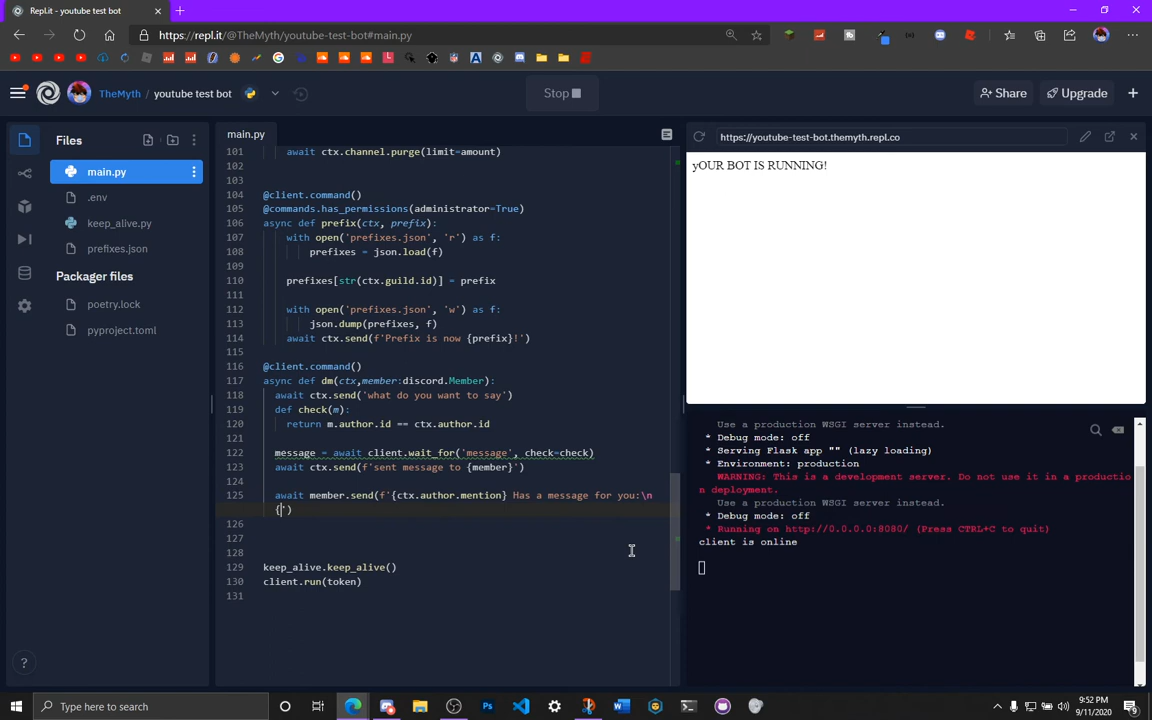 Repl.it - youtube test bot
https://repl.it/@TheMyth/youtube-test-bot#main.py
TheMyth / youtube test bot
Stop
Share
Upgrade
Files
main.py
.env
keep_alive.py
prefixes.json
Packager files
poetry.lock
pyproject.toml
main.py
101 await ctx.channel.purge(limit=amount)
102
103
104 @client.command()
105 @commands.has_permissions(administrator=True)
106 async def prefix(ctx, prefix):
107 with open('prefixes.json', 'r') as f:
108 prefixes = json.load(f)
109
110 prefixes[str(ctx.guild.id)] = prefix
111
112 with open('prefixes.json', 'w') as f:
113 json.dump(prefixes, f)
114 await ctx.send(f'Prefix is now {prefix}!')
115
116 @client.command()
117 async def dm(ctx,member:discord.Member):
118 await ctx.send('what do you want to say')
119 def check(m):
120 return m.author.id == ctx.author.id
121
122 message = await client.wait_for('message', check=check)
123 await ctx.send(f'sent message to {member}')
124
125 await member.send(f'{ctx.author.mention} Has a message for you:\n
{')
126
127
128
129 keep_alive.keep_alive()
130 client.run(token)
131
https://youtube-test-bot.themyth.repl.co
yOUR BOT IS RUNNING!
Use a production WSGI server instead.
* Debug mode: off
* Serving Flask app "" (lazy loading)
* Environment: production
WARNING: This is a development server. Do not use it in a productio
n deployment.
Use a production WSGI server instead.
* Debug mode: off
* Running on http://0.0.0.0:8080/ (Press CTRL+C to quit)
client is online
?
Type here to search
9:52 PM
9/11/2020